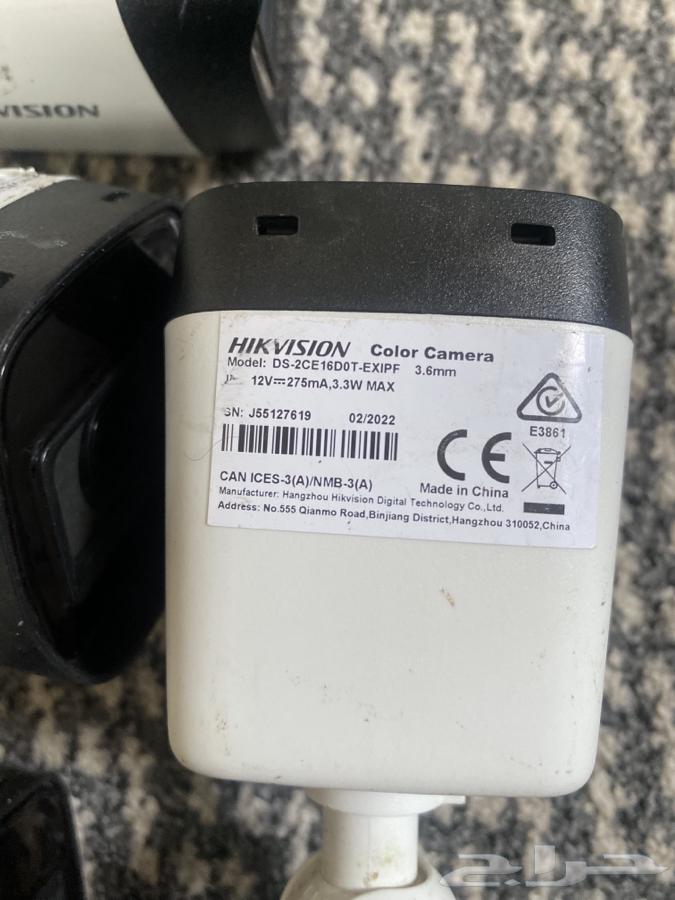 VISION
HIKVISION Color Camera
Model: DS-2CE16D0T-EXIPF 3.6mm
12V⎓275mA,3.3W MAX
SN: J55127619 02/2022
E3861
CE
CAN ICES-3(A)/NMB-3(A)
Made in China
Manufacturer: Hangzhou Hikvision Digital Technology Co.,Ltd.
Address: No.555 Qianmo Road,Binjiang District,Hangzhou 310052,China
حراج